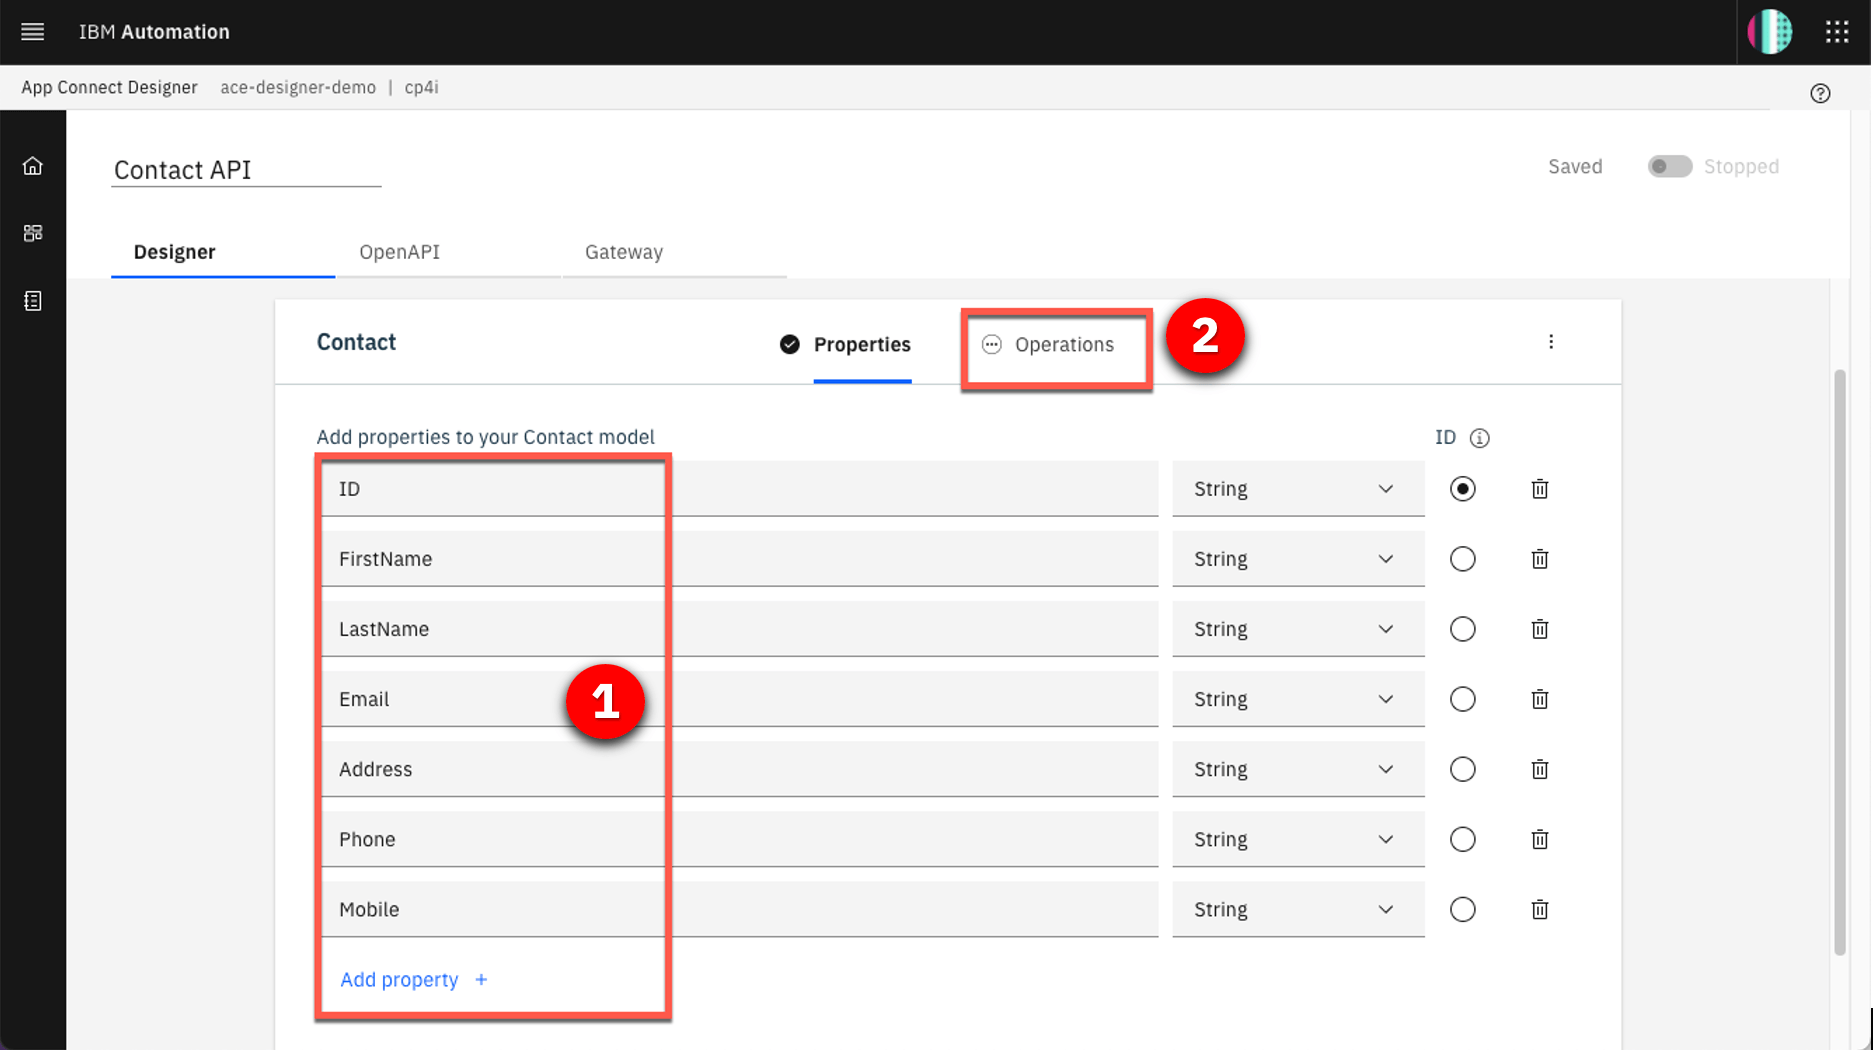 IBM Automation
App Connect Designer ace-designer-demo | cp4i
Contact API
Saved Stopped
Designer OpenAPI Gateway
Contact Properties Operations 2
Add properties to your Contact model ID
ID String
FirstName String
LastName String
Email 1 String
Address String
Phone String
Mobile String
Add property +